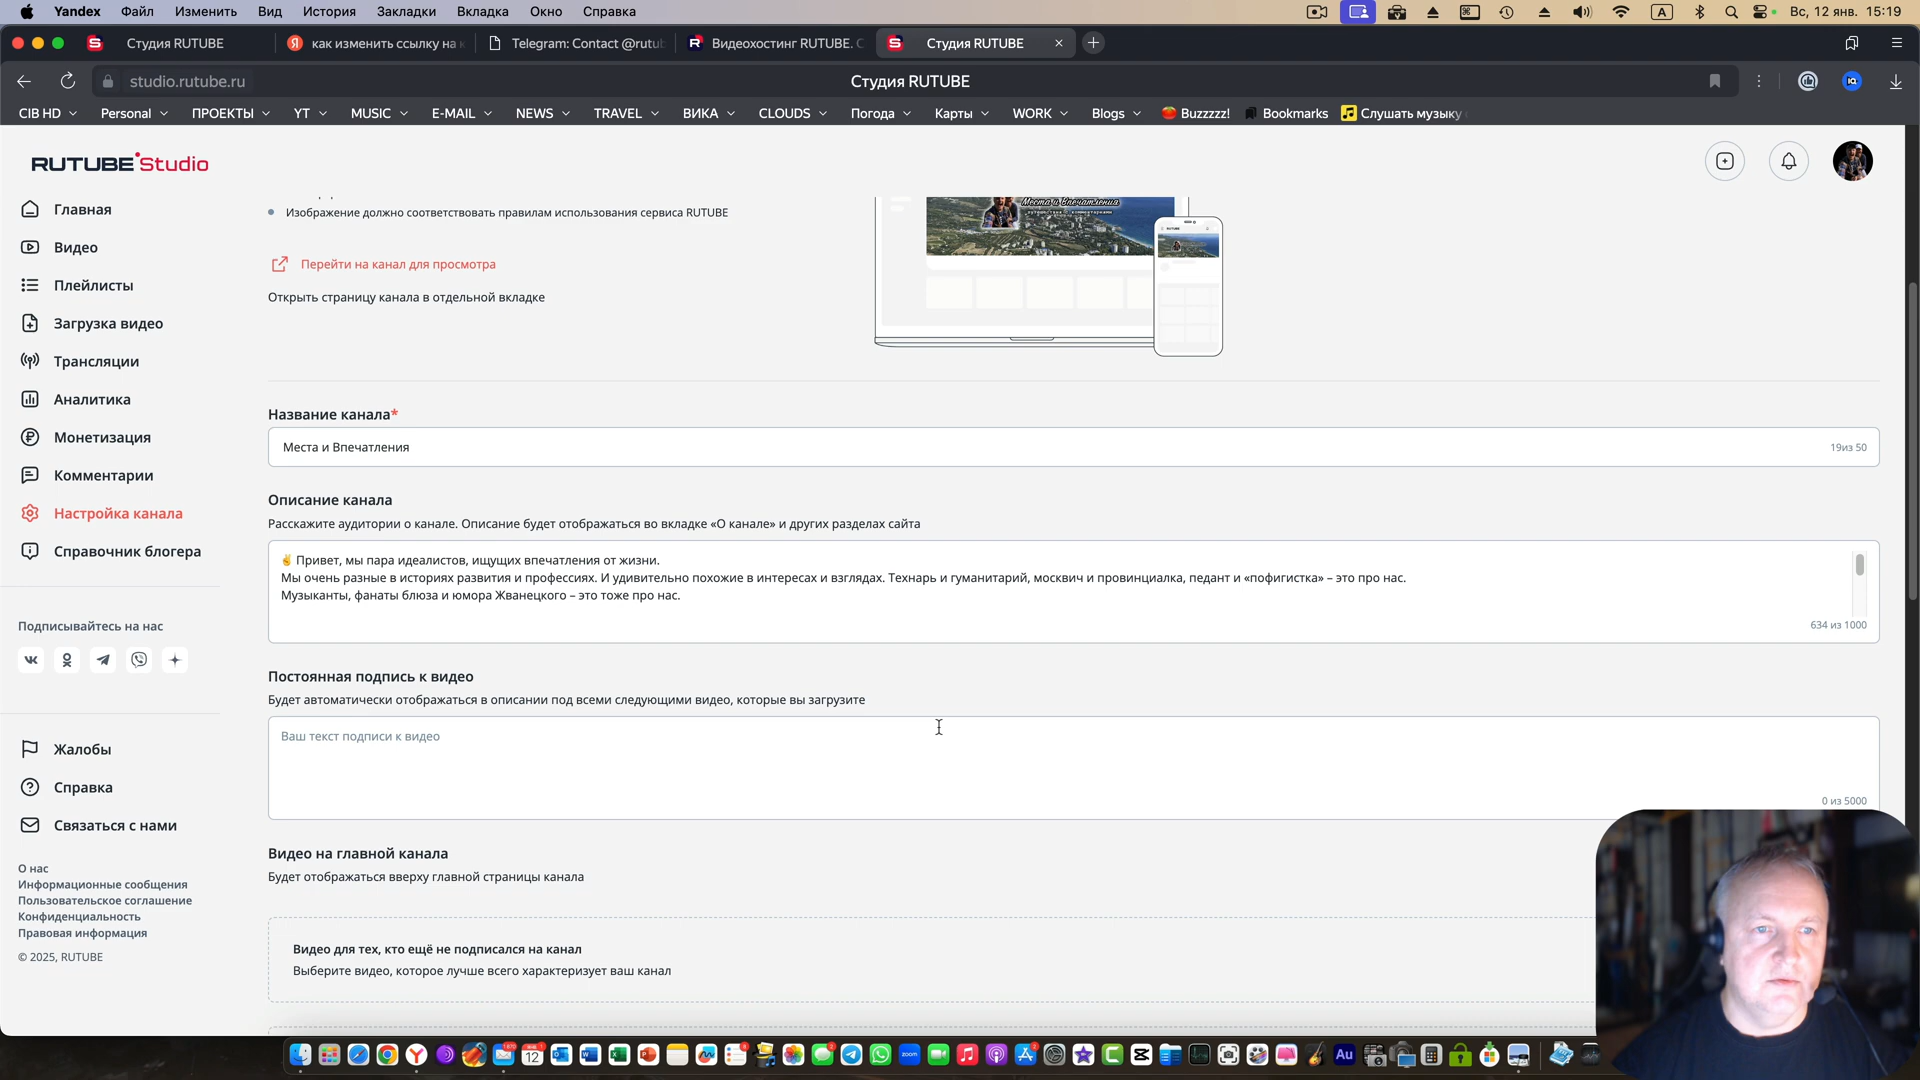 Yandex Файл Изменить Вид История Закладки Вкладка Окно Справка Вс, 12 янв. 15:19
Студия RUTUBE как изменить ссылку на Telegram: Contact @rutub Видеохостинг RUTUBE. С Студия RUTUBE
studio.rutube.ru Студия RUTUBE
CIB HD Personal ПРОЕКТЫ YT MUSIC E-MAIL NEWS TRAVEL ВИКА CLOUDS Погода Карты WORK Blogs Buzzzzz! Bookmarks Слушать музыку
RUTUBE Studio
Главная
Видео
Плейлисты
Загрузка видео
Трансляции
Аналитика
Монетизация
Комментарии
Настройка канала
Справочник блогера
Подписывайтесь на нас
Жалобы
Справка
Связаться с нами
О нас
Информационные сообщения
Пользовательское соглашение
Конфиденциальность
Правовая информация
© 2025, RUTUBE
Изображение должно соответствовать правилам использования сервиса RUTUBE
Перейти на канал для просмотра
Открыть страницу канала в отдельной вкладке
Места и Впечатления
Название канала*
Места и Впечатления 19из 50
Описание канала
Расскажите аудитории о канале. Описание будет отображаться во вкладке «О канале» и других разделах сайта
✌ Привет, мы пара идеалистов, ищущих впечатления от жизни.
Мы очень разные в историях развития и профессиях. И удивительно похожие в интересах и взглядах. Технарь и гуманитарий, москвич и провинциалка, педант и «пофигистка» – это про нас.
Музыканты, фанаты блюза и юмора Жванецкого – это тоже про нас.
634 из 1000
Постоянная подпись к видео
Будет автоматически отображаться в описании под всеми следующими видео, которые вы загрузите
Ваш текст подписи к видео
0 из 5000
Видео на главной канала
Будет отображаться вверху главной страницы канала
Видео для тех, кто ещё не подписался на канал
Выберите видео, которое лучше всего характеризует ваш канал